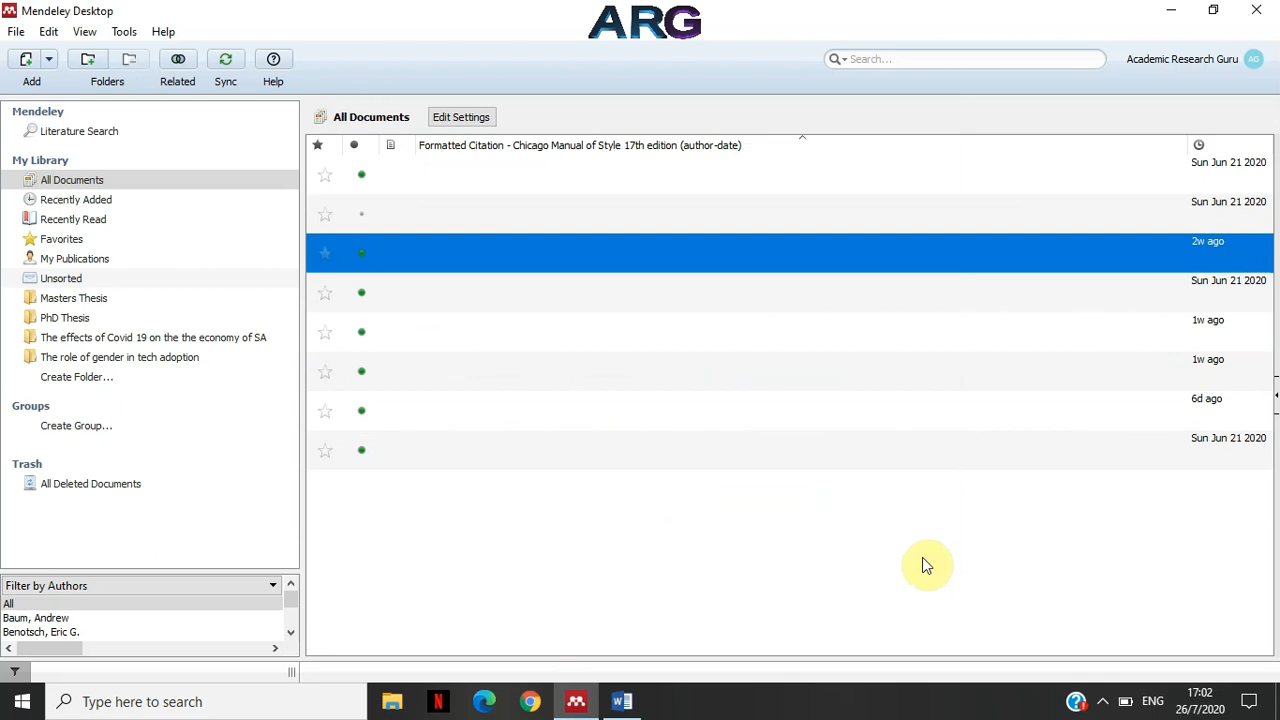 Mendeley Desktop
ARG
File Edit View Tools Help
Search...
Academic Research Guru AG
Add Folders Related Sync Help
Mendeley
Literature Search
My Library
All Documents
Recently Added
Recently Read
Favorites
My Publications
Unsorted
Masters Thesis
PhD Thesis
The effects of Covid 19 on the the economy of SA
The role of gender in tech adoption
Create Folder...
Groups
Create Group...
Trash
All Deleted Documents
Filter by Authors
All
Baum, Andrew
Benotsch, Eric G.
All Documents Edit Settings
Formatted Citation - Chicago Manual of Style 17th edition (author-date)
Sun Jun 21 2020
Sun Jun 21 2020
2w ago
Sun Jun 21 2020
1w ago
1w ago
6d ago
Sun Jun 21 2020
Type here to search
N
W
ENG
17:02
26/7/2020